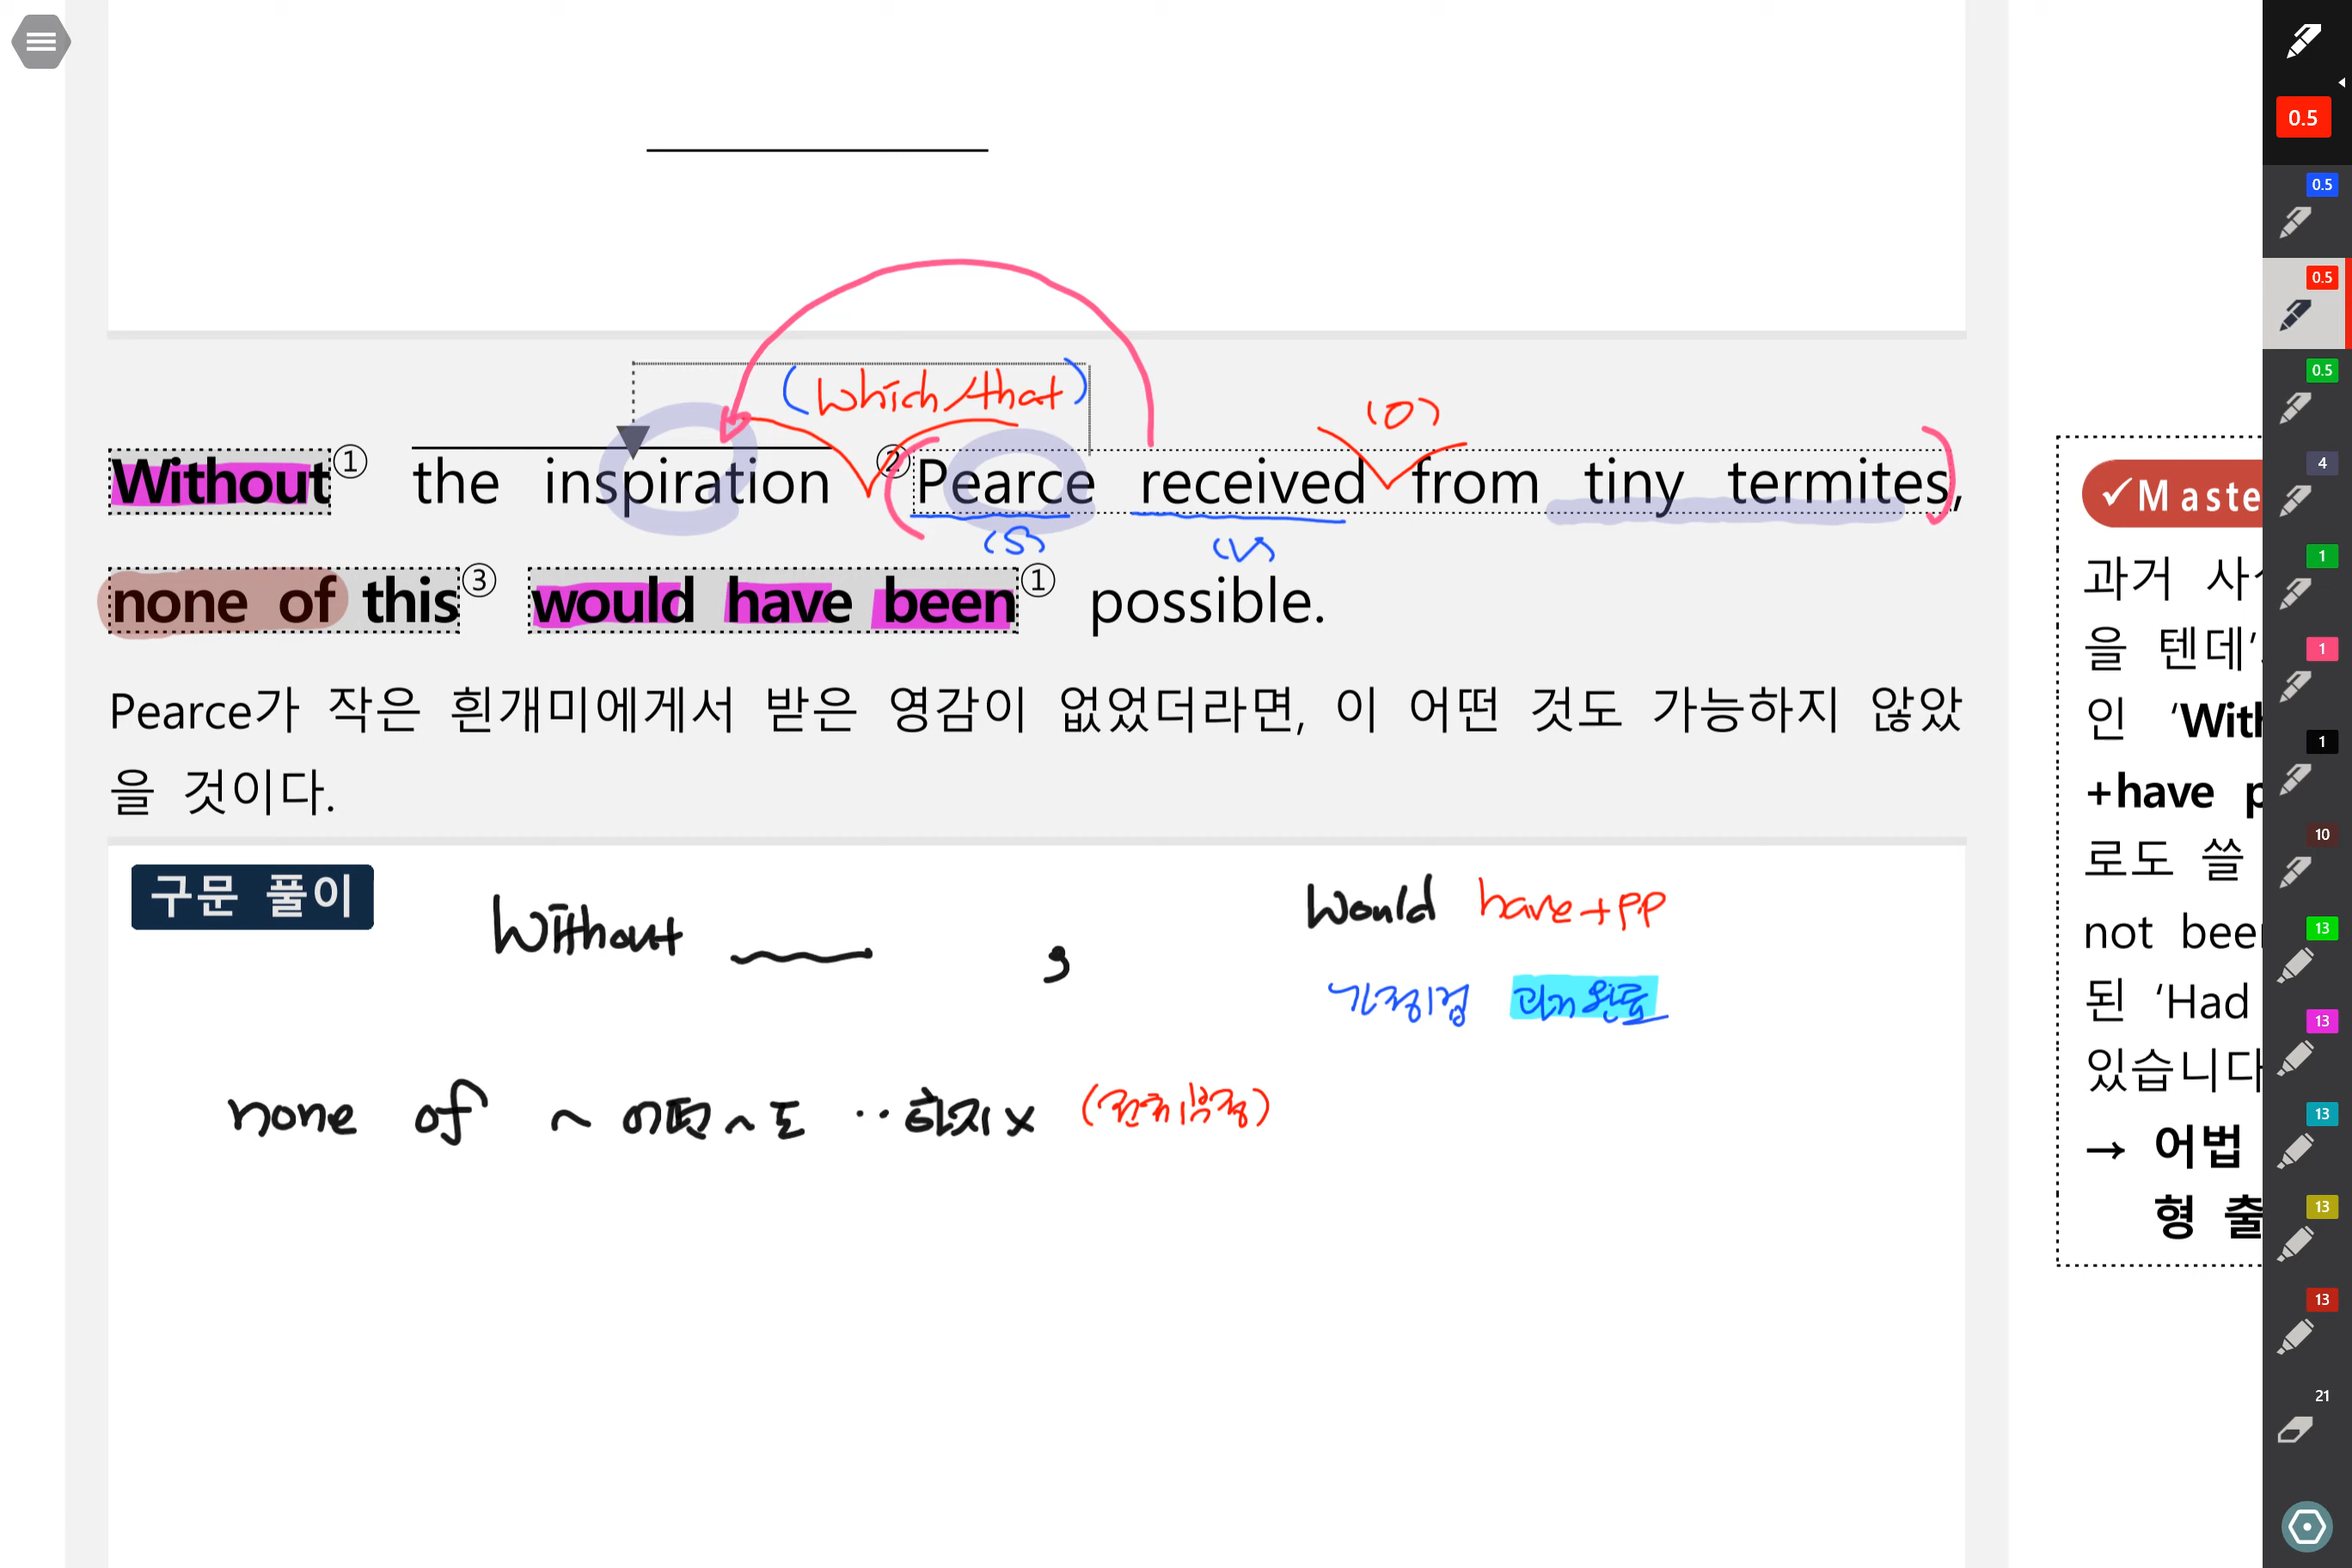 0.5
0.5
0.5
0.5
4
1
1
1
10
13
13
13
13
13
21
(which/that)
(O)
Without① the inspiration ②Pearce received from tiny termites,
(S) (V)
none of this③ would have been① possible.
Pearce가 작은 흰개미에게서 받은 영감이 없었더라면, 이 어떤 것도 가능하지 않았
을 것이다.
구문 풀이
Without , would have+pp
가정법 과거완료
none of ~ 어떤~도 ··하지 x (전체부정)
✓Maste
과거 사
을 텐데'
인 'With
+have p
로도 쓸
not bee
된 'Had
있습니다
→ 어법
형 출